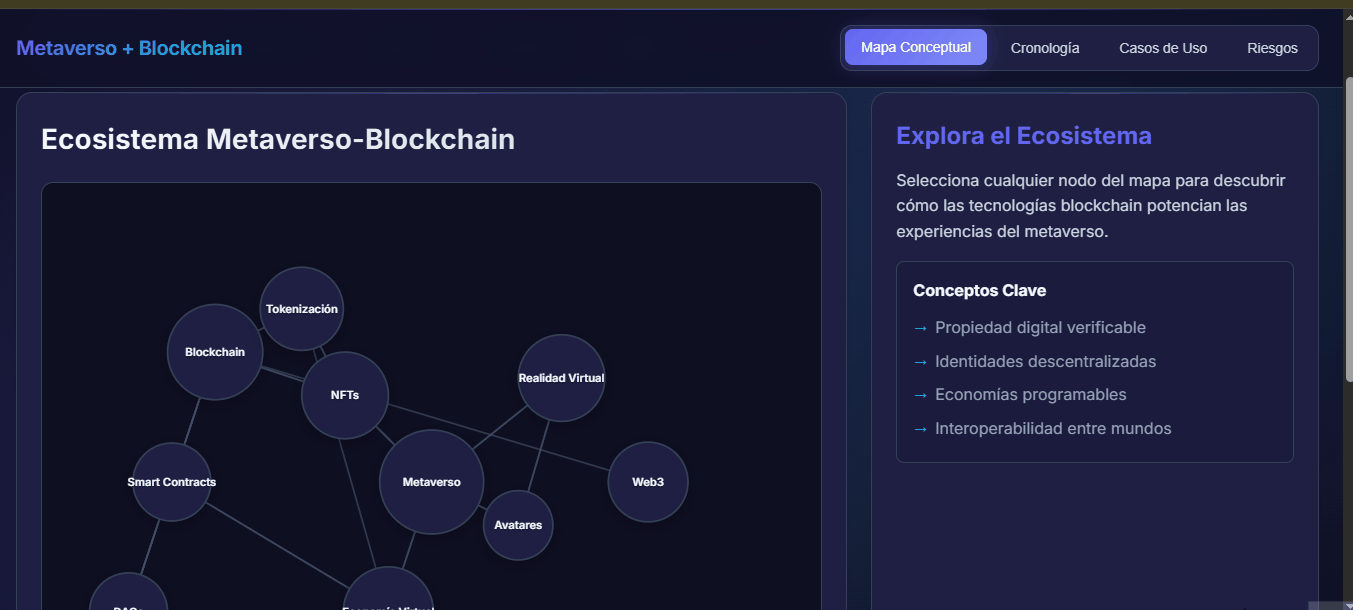 Metaverso + Blockchain
Mapa Conceptual
Cronología
Casos de Uso
Riesgos
Ecosistema Metaverso-Blockchain
Tokenización
Blockchain
NFTs
Realidad Virtual
Smart Contracts
Metaverso
Web3
Avatares
Explora el Ecosistema
Selecciona cualquier nodo del mapa para descubrir
cómo las tecnologías blockchain potencian las
experiencias del metaverso.
Conceptos Clave
→ Propiedad digital verificable
→ Identidades descentralizadas
→ Economías programables
→ Interoperabilidad entre mundos